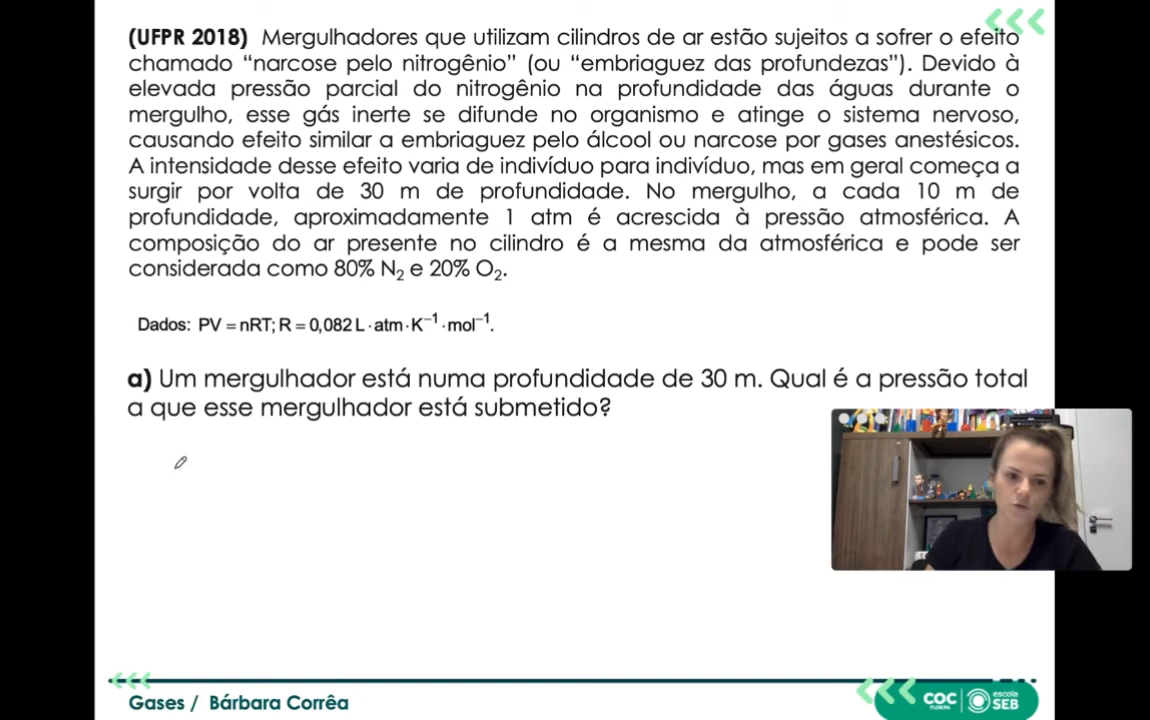 (UFPR 2018) Mergulhadores que utilizam cilindros de ar estão sujeitos a sofrer o efeito
chamado “narcose pelo nitrogênio” (ou “embriaguez das profundezas”). Devido à
elevada pressão parcial do nitrogênio na profundidade das águas durante o
mergulho, esse gás inerte se difunde no organismo e atinge o sistema nervoso,
causando efeito similar a embriaguez pelo álcool ou narcose por gases anestésicos.
A intensidade desse efeito varia de indivíduo para indivíduo, mas em geral começa a
surgir por volta de 30 m de profundidade. No mergulho, a cada 10 m de
profundidade, aproximadamente 1 atm é acrescida à pressão atmosférica. A
composição do ar presente no cilindro é a mesma da atmosférica e pode ser
considerada como 80% N₂ e 20% O₂.
Dados: PV = nRT; R = 0,082 L · atm · K⁻¹ · mol⁻¹.
a) Um mergulhador está numa profundidade de 30 m. Qual é a pressão total
a que esse mergulhador está submetido?
Gases / Bárbara Corrêa
COC
escola
SEB